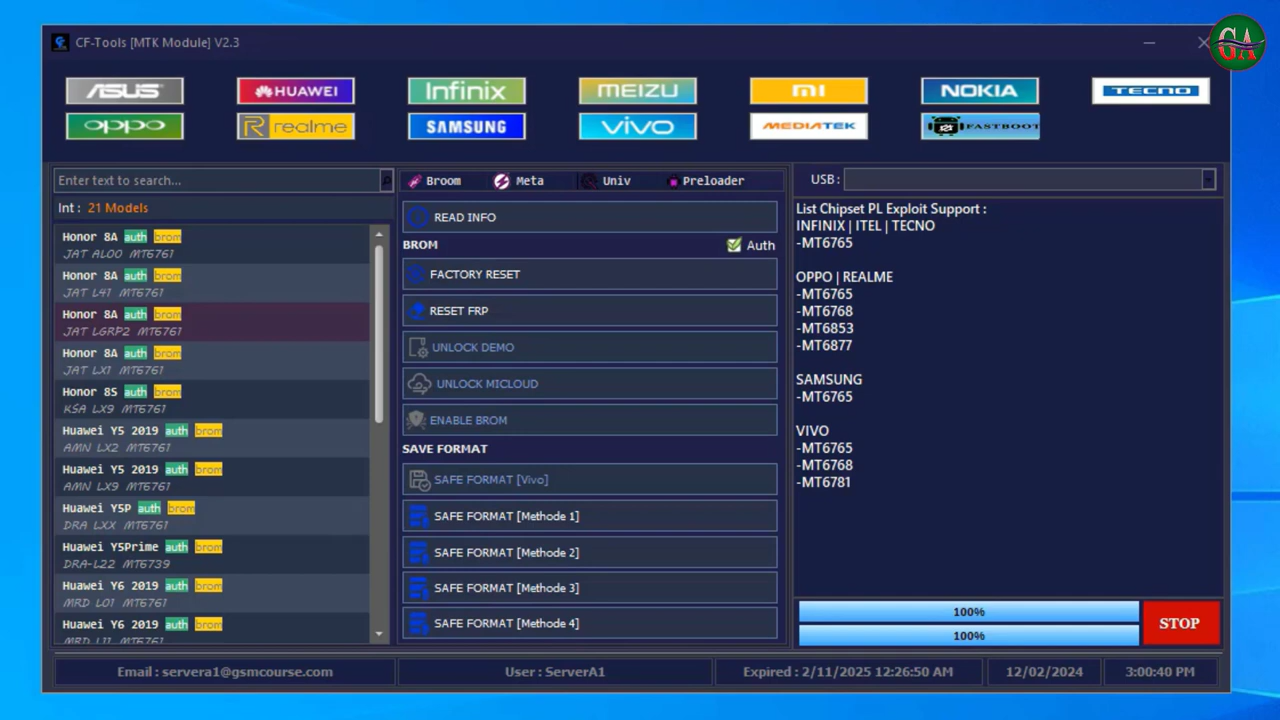 CF-Tools [MTK Module] V2.3
GA
ASUS
HUAWEI
Infinix
MEIZU
mi
NOKIA
TECNO
oppo
realme
SAMSUNG
vivo
MEDIATEK
FASTBOOT
Enter text to search...
Int : 21 Models
Honor 8A auth brom
JAT AL00 MT6761
Honor 8A auth brom
JAT L41 MT6761
Honor 8A auth brom
JAT LGRP2 MT6761
Honor 8A auth brom
JAT LX1 MT6761
Honor 8S auth brom
KSA LX9 MT6761
Huawei Y5 2019 auth brom
AMN LX2 MT6761
Huawei Y5 2019 auth brom
AMN LX9 MT6761
Huawei Y5P auth brom
DRA LXX MT6761
Huawei Y5Prime auth brom
DRA-L22 MT6739
Huawei Y6 2019 auth brom
MRD L01 MT6761
Huawei Y6 2019 auth brom
MRD L11 MT6761
Broom Meta Univ Preloader
READ INFO
BROM Auth
FACTORY RESET
RESET FRP
UNLOCK DEMO
UNLOCK MICLOUD
ENABLE BROM
SAVE FORMAT
SAFE FORMAT [Vivo]
SAFE FORMAT [Methode 1]
SAFE FORMAT [Methode 2]
SAFE FORMAT [Methode 3]
SAFE FORMAT [Methode 4]
USB :
List Chipset PL Exploit Support :
INFINIX | ITEL | TECNO
-MT6765
OPPO | REALME
-MT6765
-MT6768
-MT6853
-MT6877
SAMSUNG
-MT6765
VIVO
-MT6765
-MT6768
-MT6781
100%
100%
STOP
Email : servera1@gsmcourse.com
User : ServerA1
Expired : 2/11/2025 12:26:50 AM
12/02/2024
3:00:40 PM